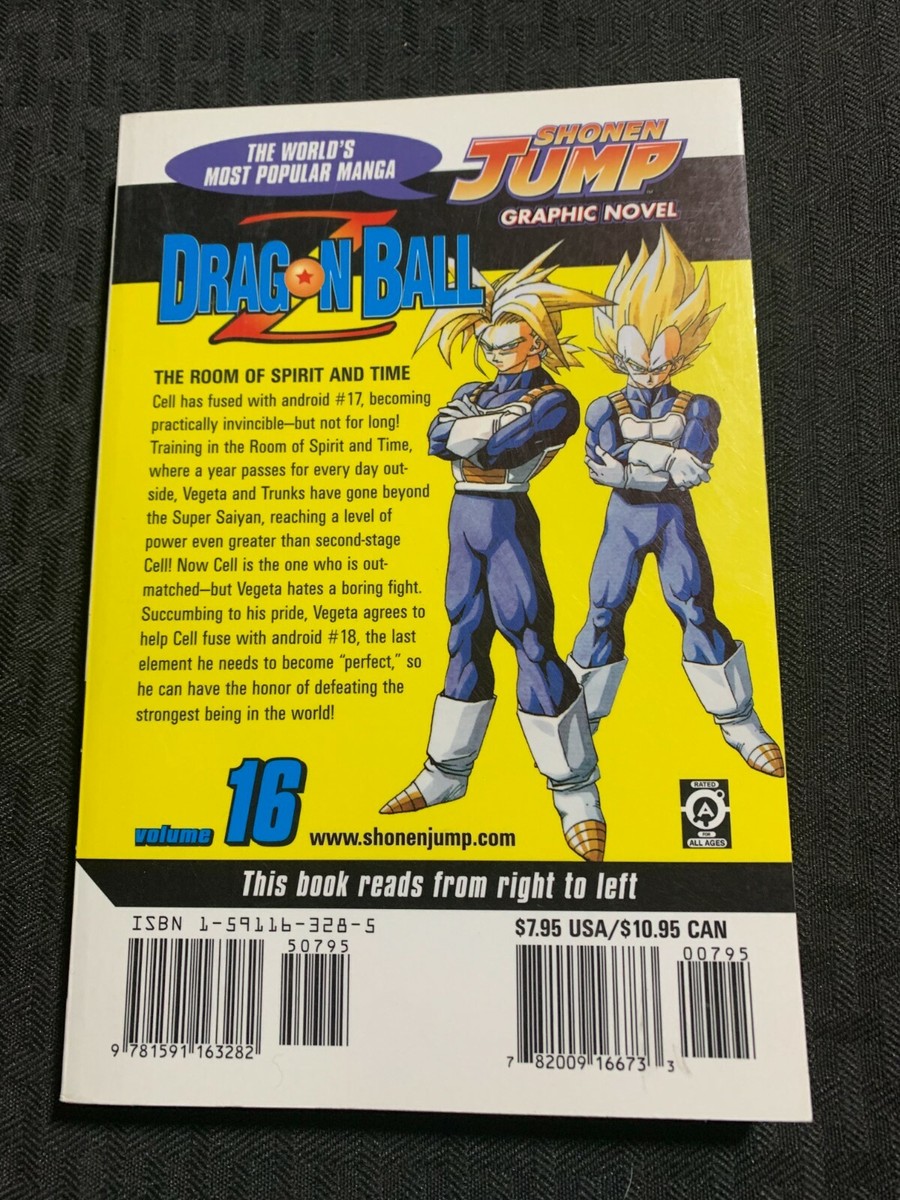 THE WORLD'S
MOST POPULAR MANGA
SHONEN
JUMP
GRAPHIC NOVEL
DRAGON BALL
Z
THE ROOM OF SPIRIT AND TIME
Cell has fused with android #17, becoming
practically invincible—but not for long!
Training in the Room of Spirit and Time,
where a year passes for every day out-
side, Vegeta and Trunks have gone beyond
the Super Saiyan, reaching a level of
power even greater than second-stage
Cell! Now Cell is the one who is out-
matched—but Vegeta hates a boring fight.
Succumbing to his pride, Vegeta agrees to
help Cell fuse with android #18, the last
element he needs to become "perfect," so
he can have the honor of defeating the
strongest being in the world!
volume 16
www.shonenjump.com
RATED
A
FOR
ALL AGES
This book reads from right to left
ISBN 1-59116-328-5
50795
9 781591 163282
$7.95 USA/$10.95 CAN
00795
7 82009 16673 3